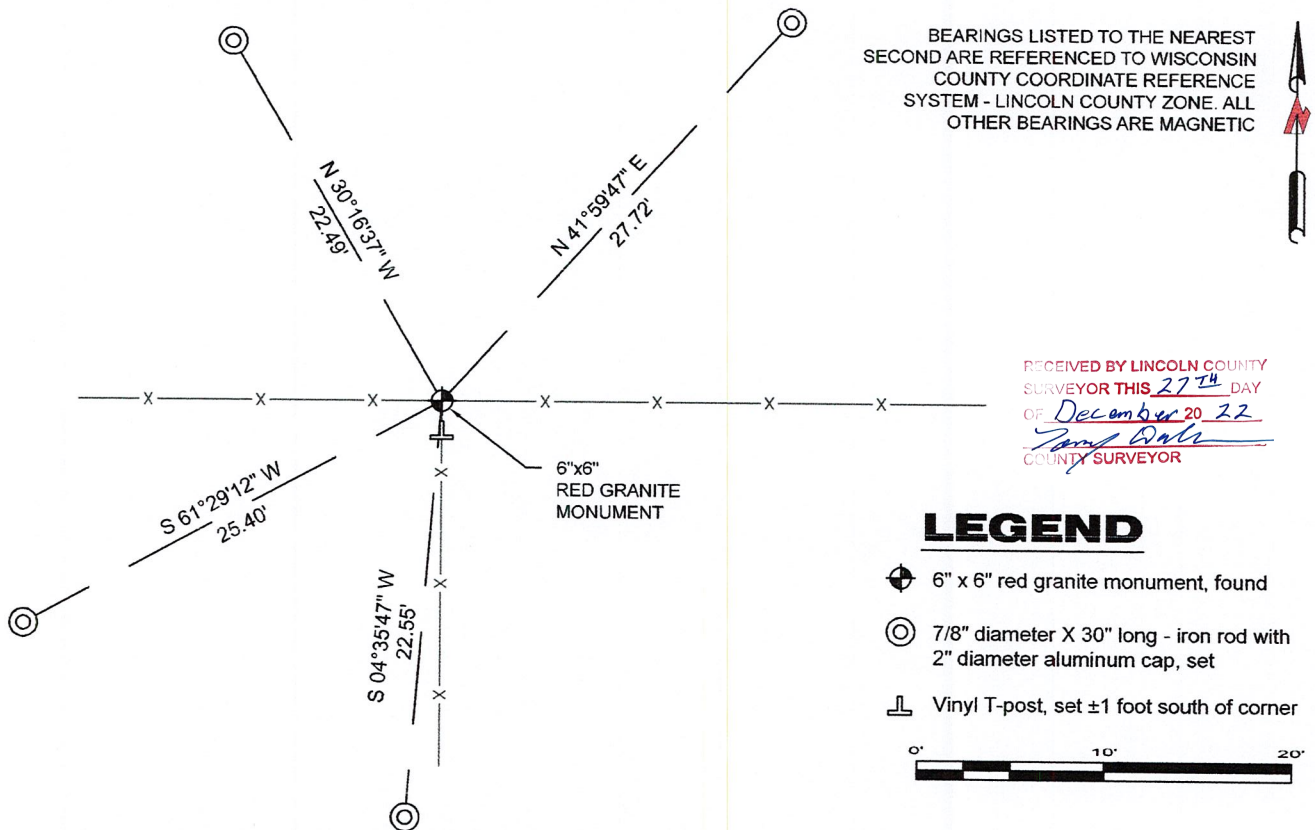 BEARINGS LISTED TO THE NEAREST
SECOND ARE REFERENCED TO WISCONSIN
COUNTY COORDINATE REFERENCE
SYSTEM - LINCOLN COUNTY ZONE. ALL
OTHER BEARINGS ARE MAGNETIC
N
N 30°16'37" W
22.49'
N 41°59'47" E
27.72'
RECEIVED BY LINCOLN COUNTY
SURVEYOR THIS 27TH DAY
OF December 20 22
COUNTY SURVEYOR
X X X X X X X
6"x6"
RED GRANITE
MONUMENT
X
X
X
S 61°29'12" W
25.40'
S 04°35'47" W
22.55'
LEGEND
6" x 6" red granite monument, found
7/8" diameter X 30" long - iron rod with
2" diameter aluminum cap, set
Vinyl T-post, set ±1 foot south of corner
0' 10' 20'